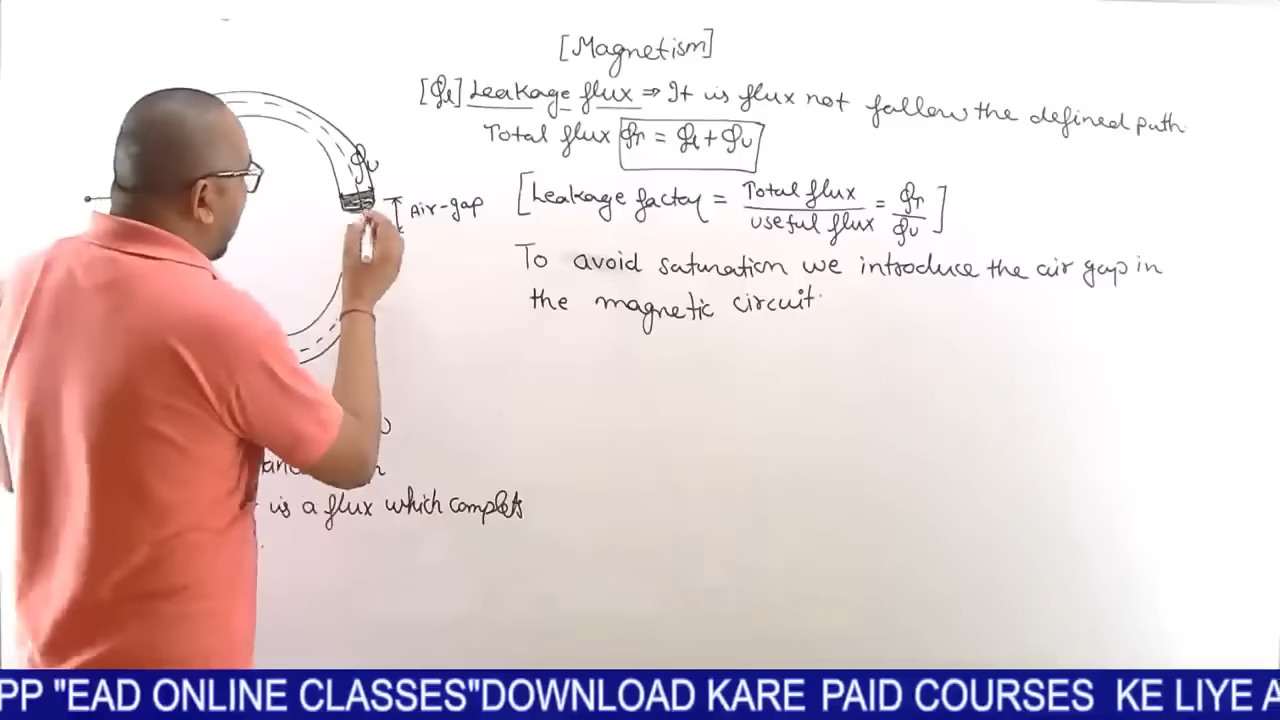 [Magnetism]
[φl] Leakage flux ⇒ It is flux not follow the defined path
Total flux φT = φl + φu
[Leakage factor = Total flux / useful flux = φT / φu]
φu
Air-gap
To avoid saturation we introduce the air gap in
the magnetic circuit.
is a flux which complets
PP "EAD ONLINE CLASSES"DOWNLOAD KARE PAID COURSES KE LIYE A